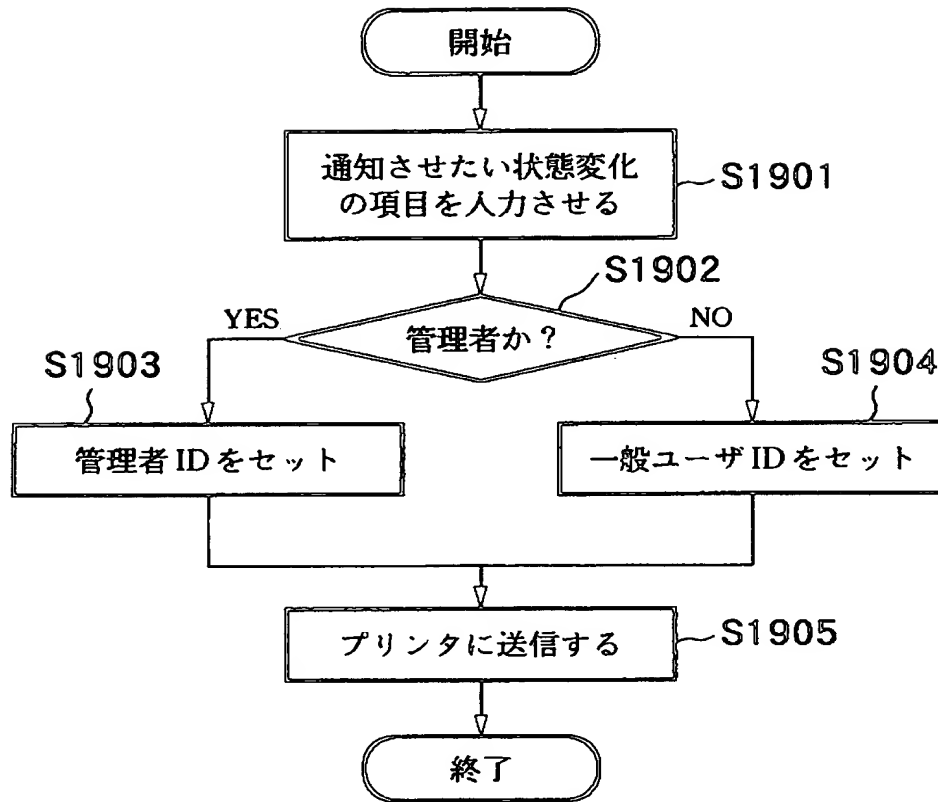 開始
通知させたい状態変化
の項目を入力させる
S1901
S1902
管理者か？
YES
NO
S1903
管理者IDをセット
S1904
一般ユーザIDをセット
プリンタに送信する
S1905
終了